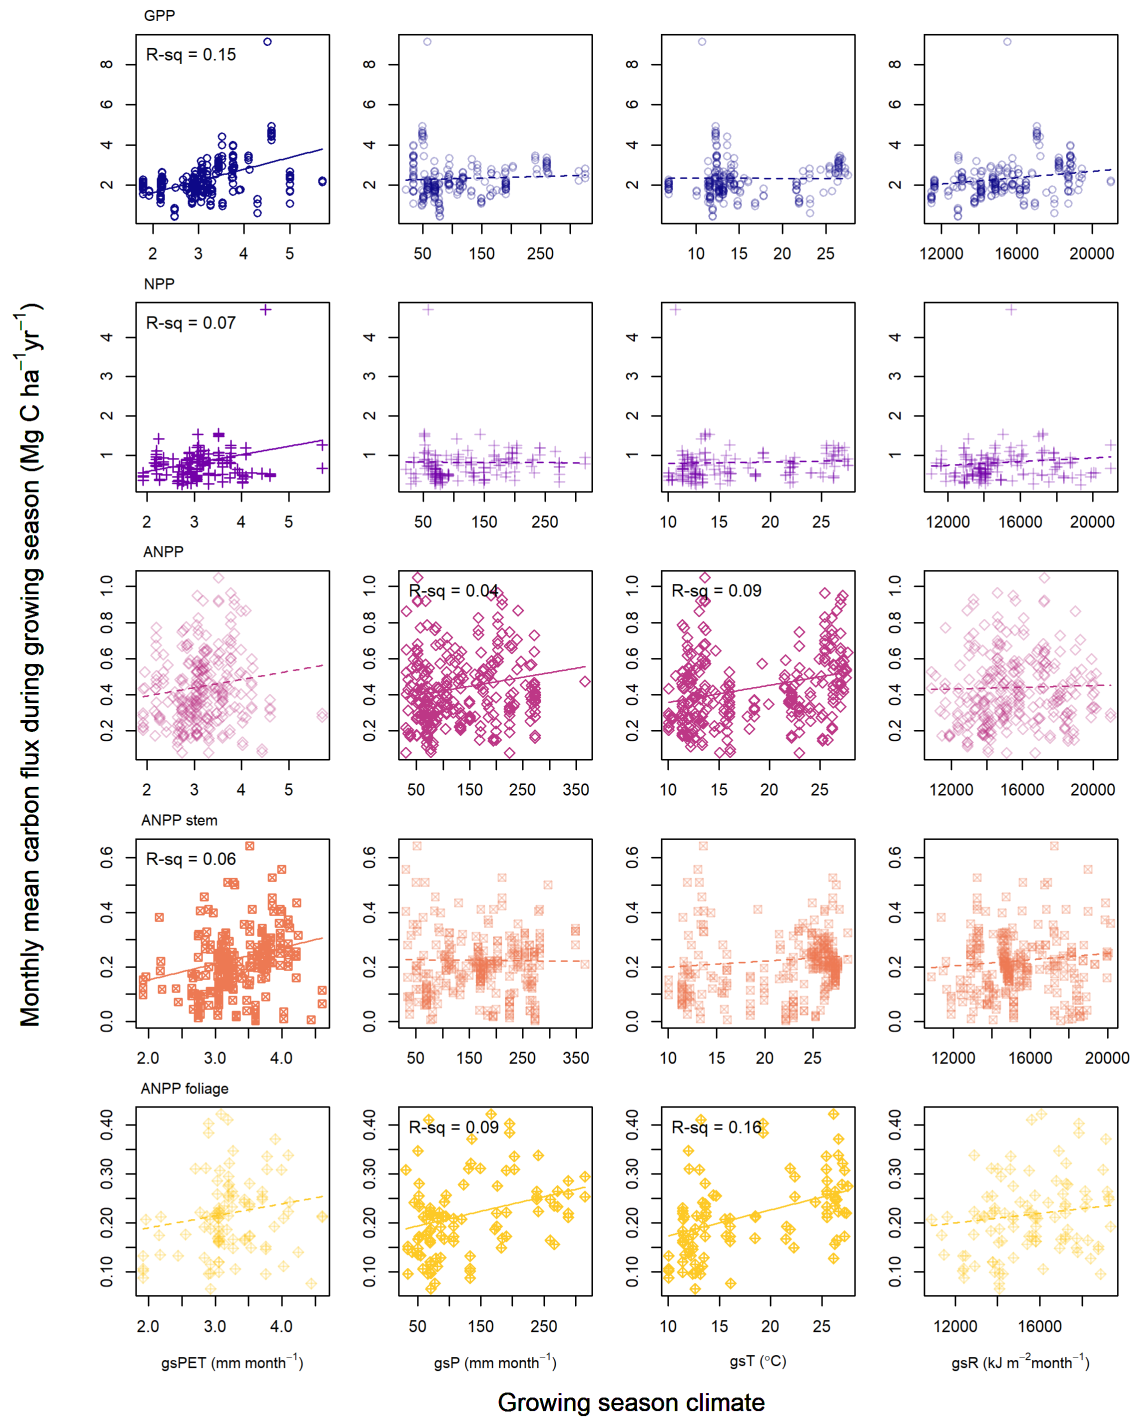 GPP
R-sq = 0.15
2 4 6 8
2 3 4 5
50 150 250
10 15 20 25
12000 16000 20000
NPP
R-sq = 0.07
1 2 3 4
2 3 4 5
50 150 250
10 15 20 25
12000 16000 20000
ANPP
R-sq = 0.04
R-sq = 0.09
0.2 0.4 0.6 0.8 1.0
2 3 4 5
50 150 250 350
10 15 20 25
12000 16000 20000
ANPP stem
R-sq = 0.06
0.0 0.2 0.4 0.6
2.0 3.0 4.0
50 150 250 350
10 15 20 25
12000 16000 20000
ANPP foliage
R-sq = 0.09
R-sq = 0.16
0.10 0.20 0.30 0.40
2.0 3.0 4.0
50 150 250
10 15 20 25
12000 16000
gsPET (mm month⁻¹)
gsP (mm month⁻¹)
gsT (°C)
gsR (kJ m⁻²month⁻¹)
Growing season climate
Monthly mean carbon flux during growing season (Mg C ha⁻¹yr⁻¹)